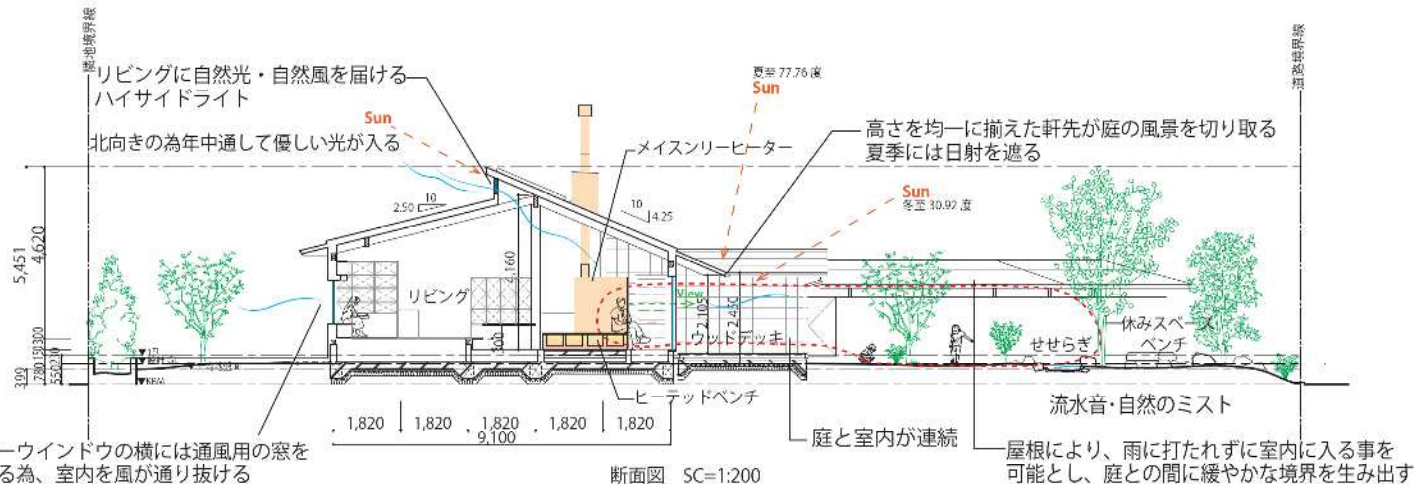 隣地境界線
道路境界線
リビングに自然光・自然風を届ける
ハイサイドライト
北向きの為年中通して優しい光が入る
Sun
夏至 77.76 度
Sun
高さを均一に揃えた軒先が庭の風景を切り取る
夏季には日射を遮る
メイスンリーヒーター
Sun
冬至 30.92 度
10
2.50
10
4.25
5,451
4,620
4,160
リビング
300
View
2,105
2,450
ウッドデッキ
せせらぎ
休みスペース
ベンチ
399
ヒーテッドベンチ
流水音・自然のミスト
1,820
1,820
1,820
1,820
1,820
9,100
庭と室内が連続
ーウインドウの横には通風用の窓を
る為、室内を風が通り抜ける
断面図 SC=1:200
屋根により、雨に打たれずに室内に入る事を
可能とし、庭との間に緩やかな境界を生み出す